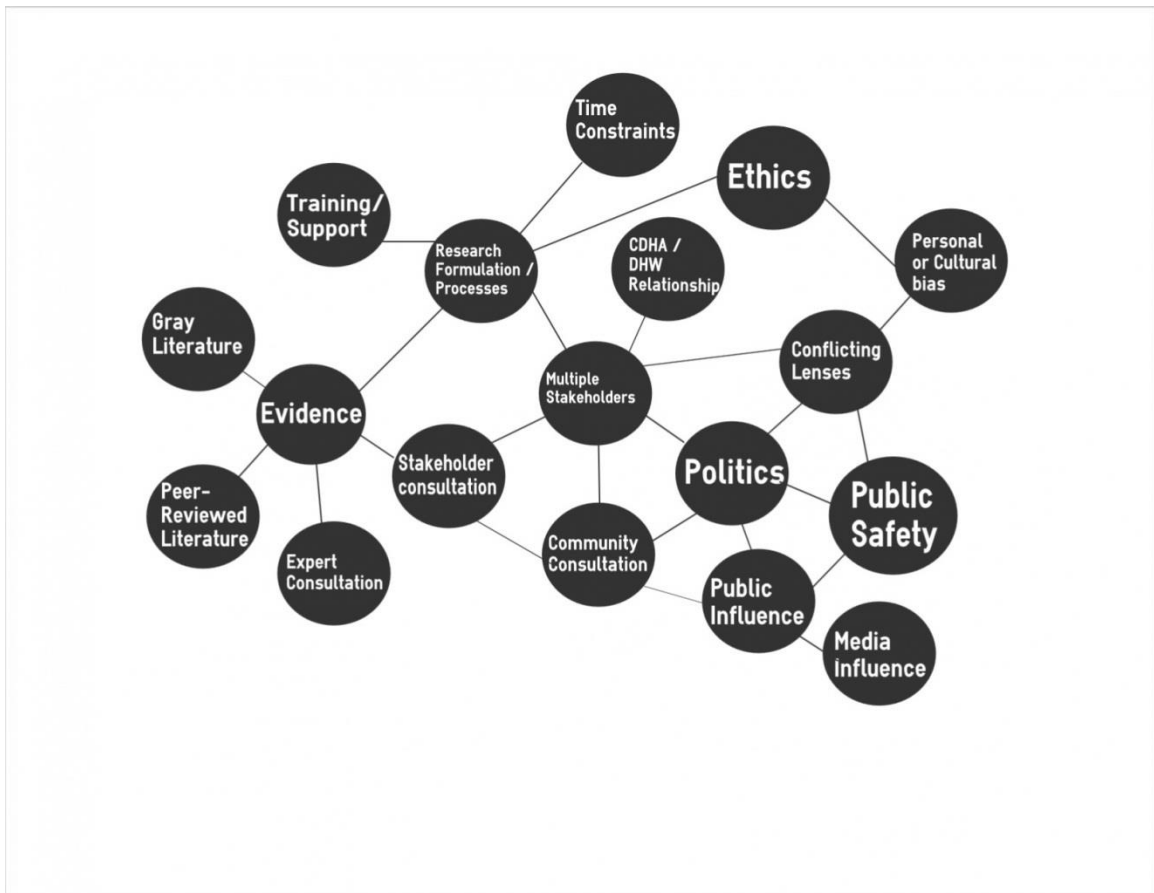 Time
Constraints
Ethics
Training/
Support
Research
Formulation /
Processes
CDHA /
DHW
Relationship
Personal
or Cultural
bias
Gray
Literature
Conflicting
Lenses
Multiple
Stakeholders
Evidence
Stakeholder
consultation
Politics
Public
Safety
Peer-
Reviewed
Literature
Expert
Consultation
Community
Consultation
Public
Influence
Media
Influence